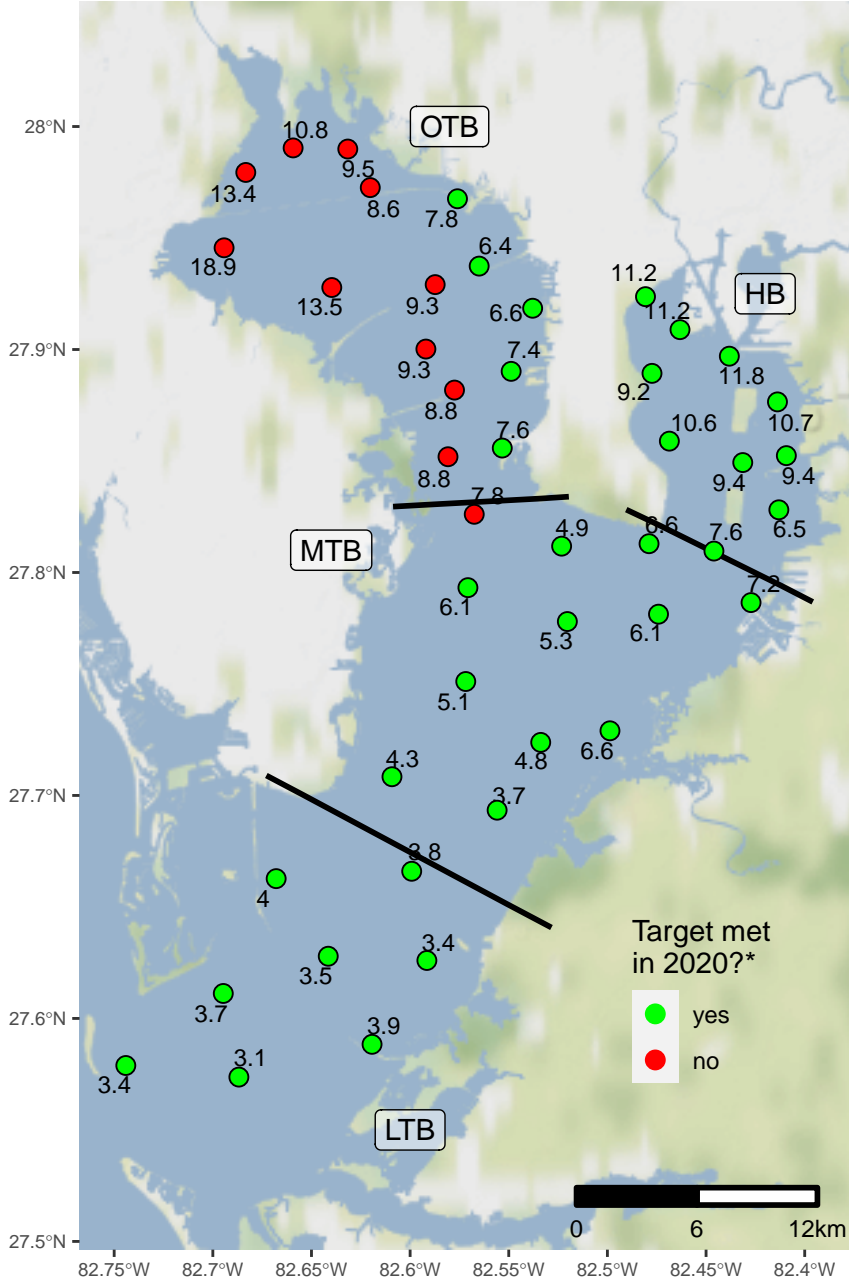 28°N
10.8
OTB
9.5
13.4
8.6
7.8
6.4
18.9
11.2
HB
13.5
9.3
6.6
11.2
27.9°N
9.3
7.4
11.8
9.2
8.8
10.7
7.6
10.6
8.8
9.4
9.4
7.8
6.5
4.9
6.6
7.6
MTB
27.8°N
7.2
6.1
5.3
6.1
5.1
4.3
4.8
6.6
27.7°N
3.7
3.8
4
Target met
in 2020?*
3.4
3.5
27.6°N
3.7
yes
3.9
3.1
no
3.4
LTB
0
6
12km
27.5°N
82.75°W
82.7°W
82.65°W
82.6°W
82.55°W
82.5°W
82.45°W
82.4°W